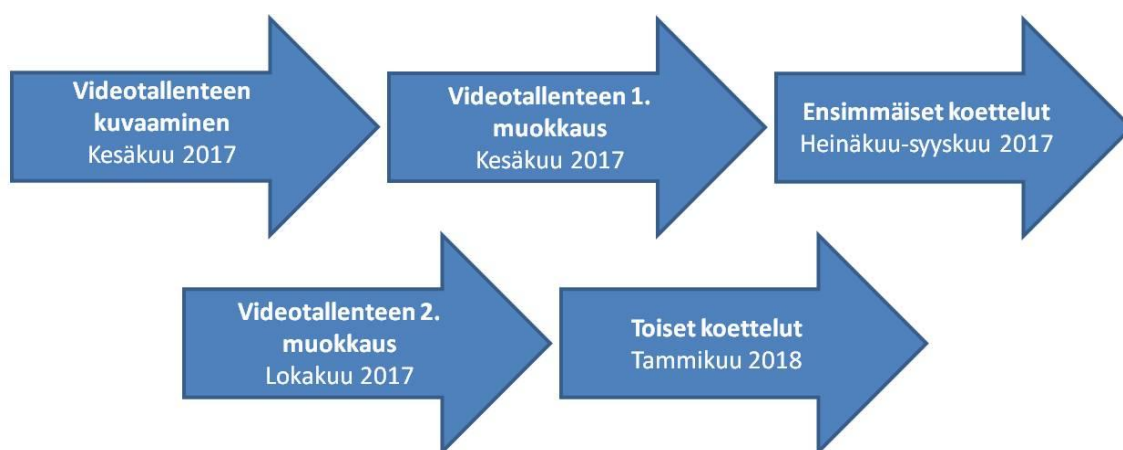 Videotallenteen
kuvaaminen
Kesäkuu 2017
Videotallenteen 1.
muokkaus
Kesäkuu 2017
Ensimmäiset koettelut
Heinäkuu-syyskuu 2017
Videotallenteen 2.
muokkaus
Lokakuu 2017
Toiset koettelut
Tammikuu 2018